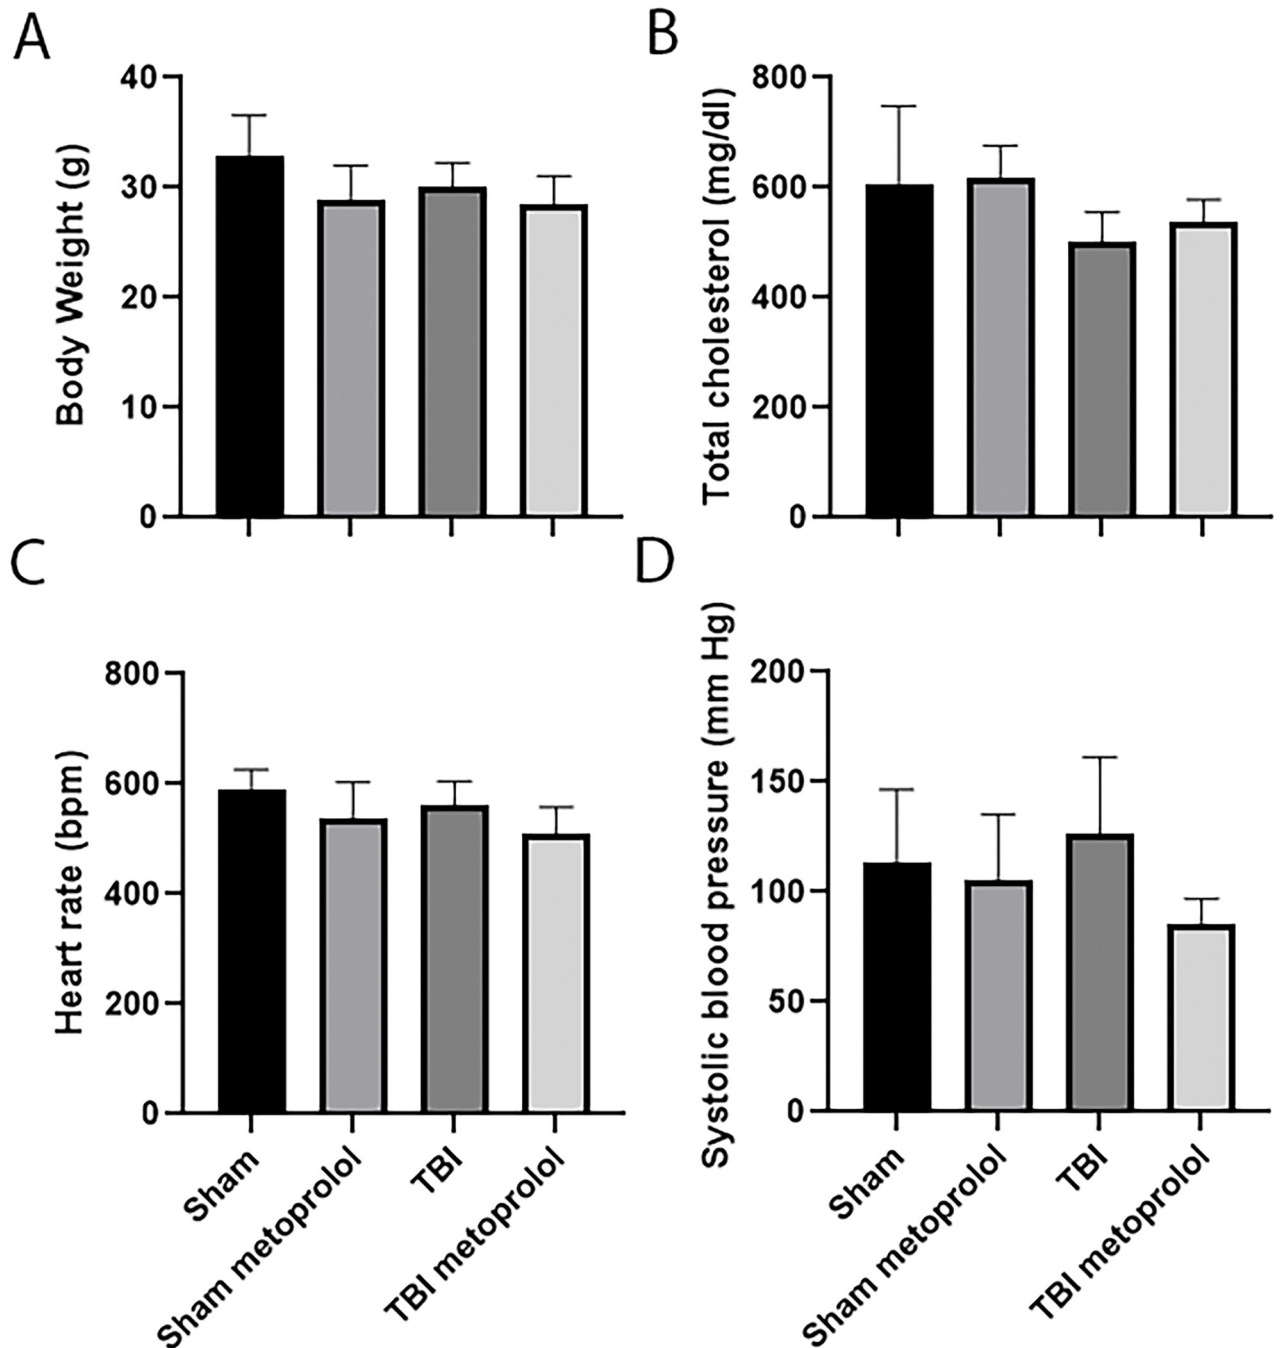 A
Body Weight (g)
40
30
20
10
0
B
Total cholesterol (mg/dl)
800
600
400
200
0
C
Heart rate (bpm)
800
600
400
200
0
Sham
Sham metoprolol
TBI
TBI metoprolol
D
Systolic blood pressure (mm Hg)
200
150
100
50
0
Sham
Sham metoprolol
TBI
TBI metoprolol